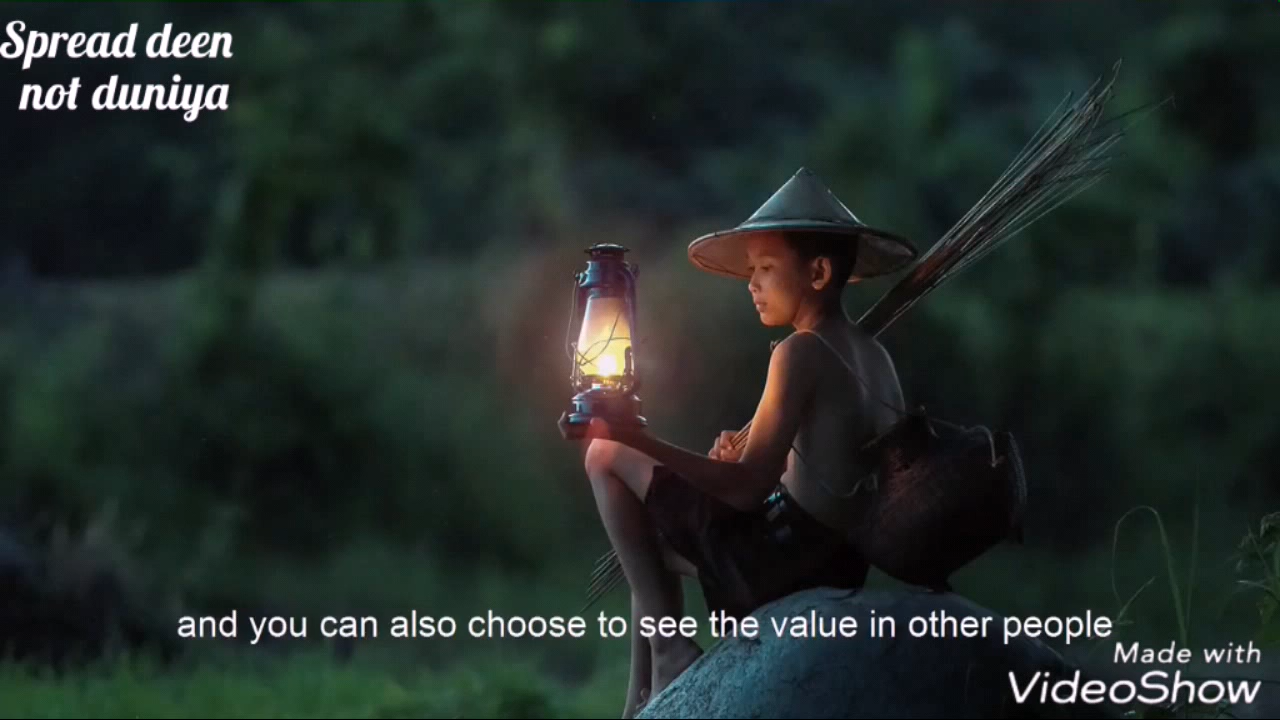 Spread deen
not duniya
and you can also choose to see the value in other people
Made with
VideoShow